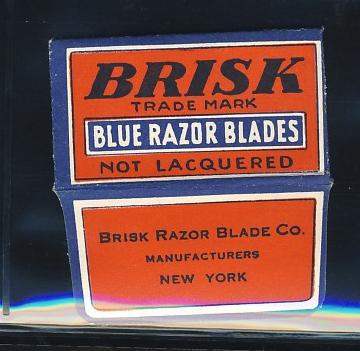 BRISK
TRADE MARK
BLUE RAZOR BLADES
NOT LACQUERED
BRISK RAZOR BLADE CO.
MANUFACTURERS
NEW YORK